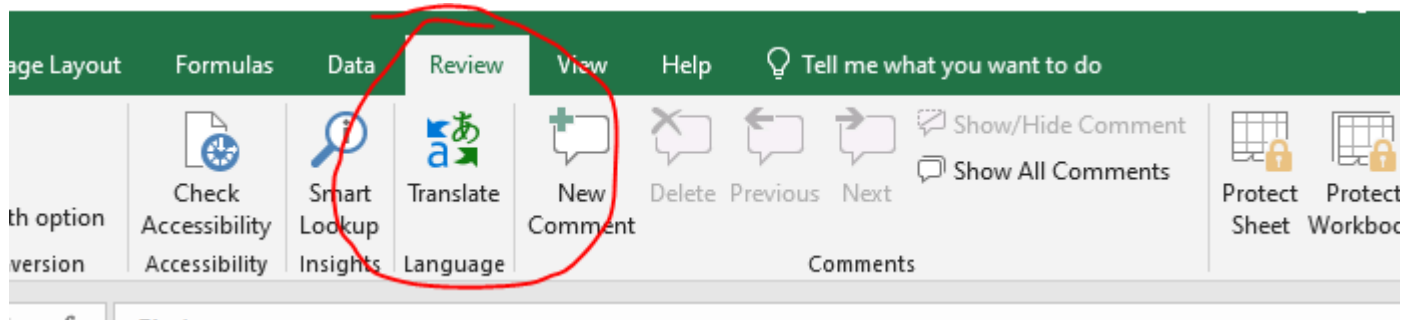 age Layout Formulas Data Review View Help Tell me what you want to do
Show/Hide Comment
Show All Comments
Check Smart Translate New Delete Previous Next Protect Protect
th option Accessibility Lookup Comment Sheet Workboo
version Accessibility Insights Language Comments